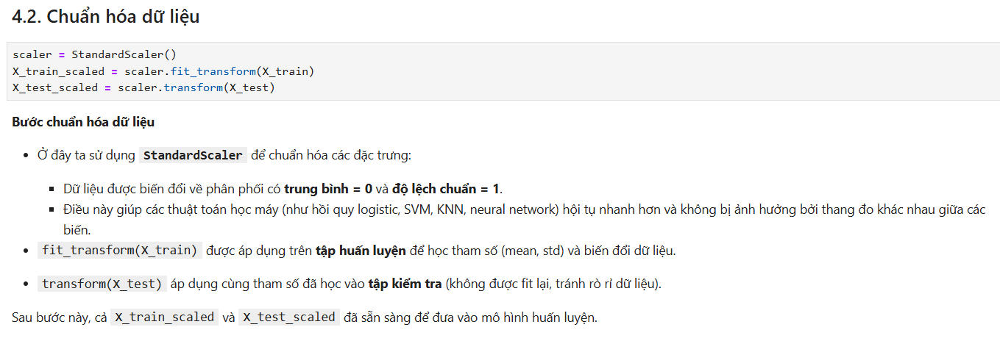 4.2. Chuẩn hóa dữ liệu
scaler = StandardScaler()
X_train_scaled = scaler.fit_transform(X_train)
X_test_scaled = scaler.transform(X_test)
Bước chuẩn hóa dữ liệu
• Ở đây ta sử dụng StandardScaler để chuẩn hóa các đặc trưng:
▪ Dữ liệu được biến đổi về phân phối có trung bình = 0 và độ lệch chuẩn = 1.
▪ Điều này giúp các thuật toán học máy (như hồi quy logistic, SVM, KNN, neural network) hội tụ nhanh hơn và không bị ảnh hưởng bởi thang đo khác nhau giữa các
biến.
• fit_transform(X_train) được áp dụng trên tập huấn luyện để học tham số (mean, std) và biến đổi dữ liệu.
• transform(X_test) áp dụng cùng tham số đã học vào tập kiểm tra (không được fit lại, tránh rò rỉ dữ liệu).
Sau bước này, cả X_train_scaled và X_test_scaled đã sẵn sàng để đưa vào mô hình huấn luyện.